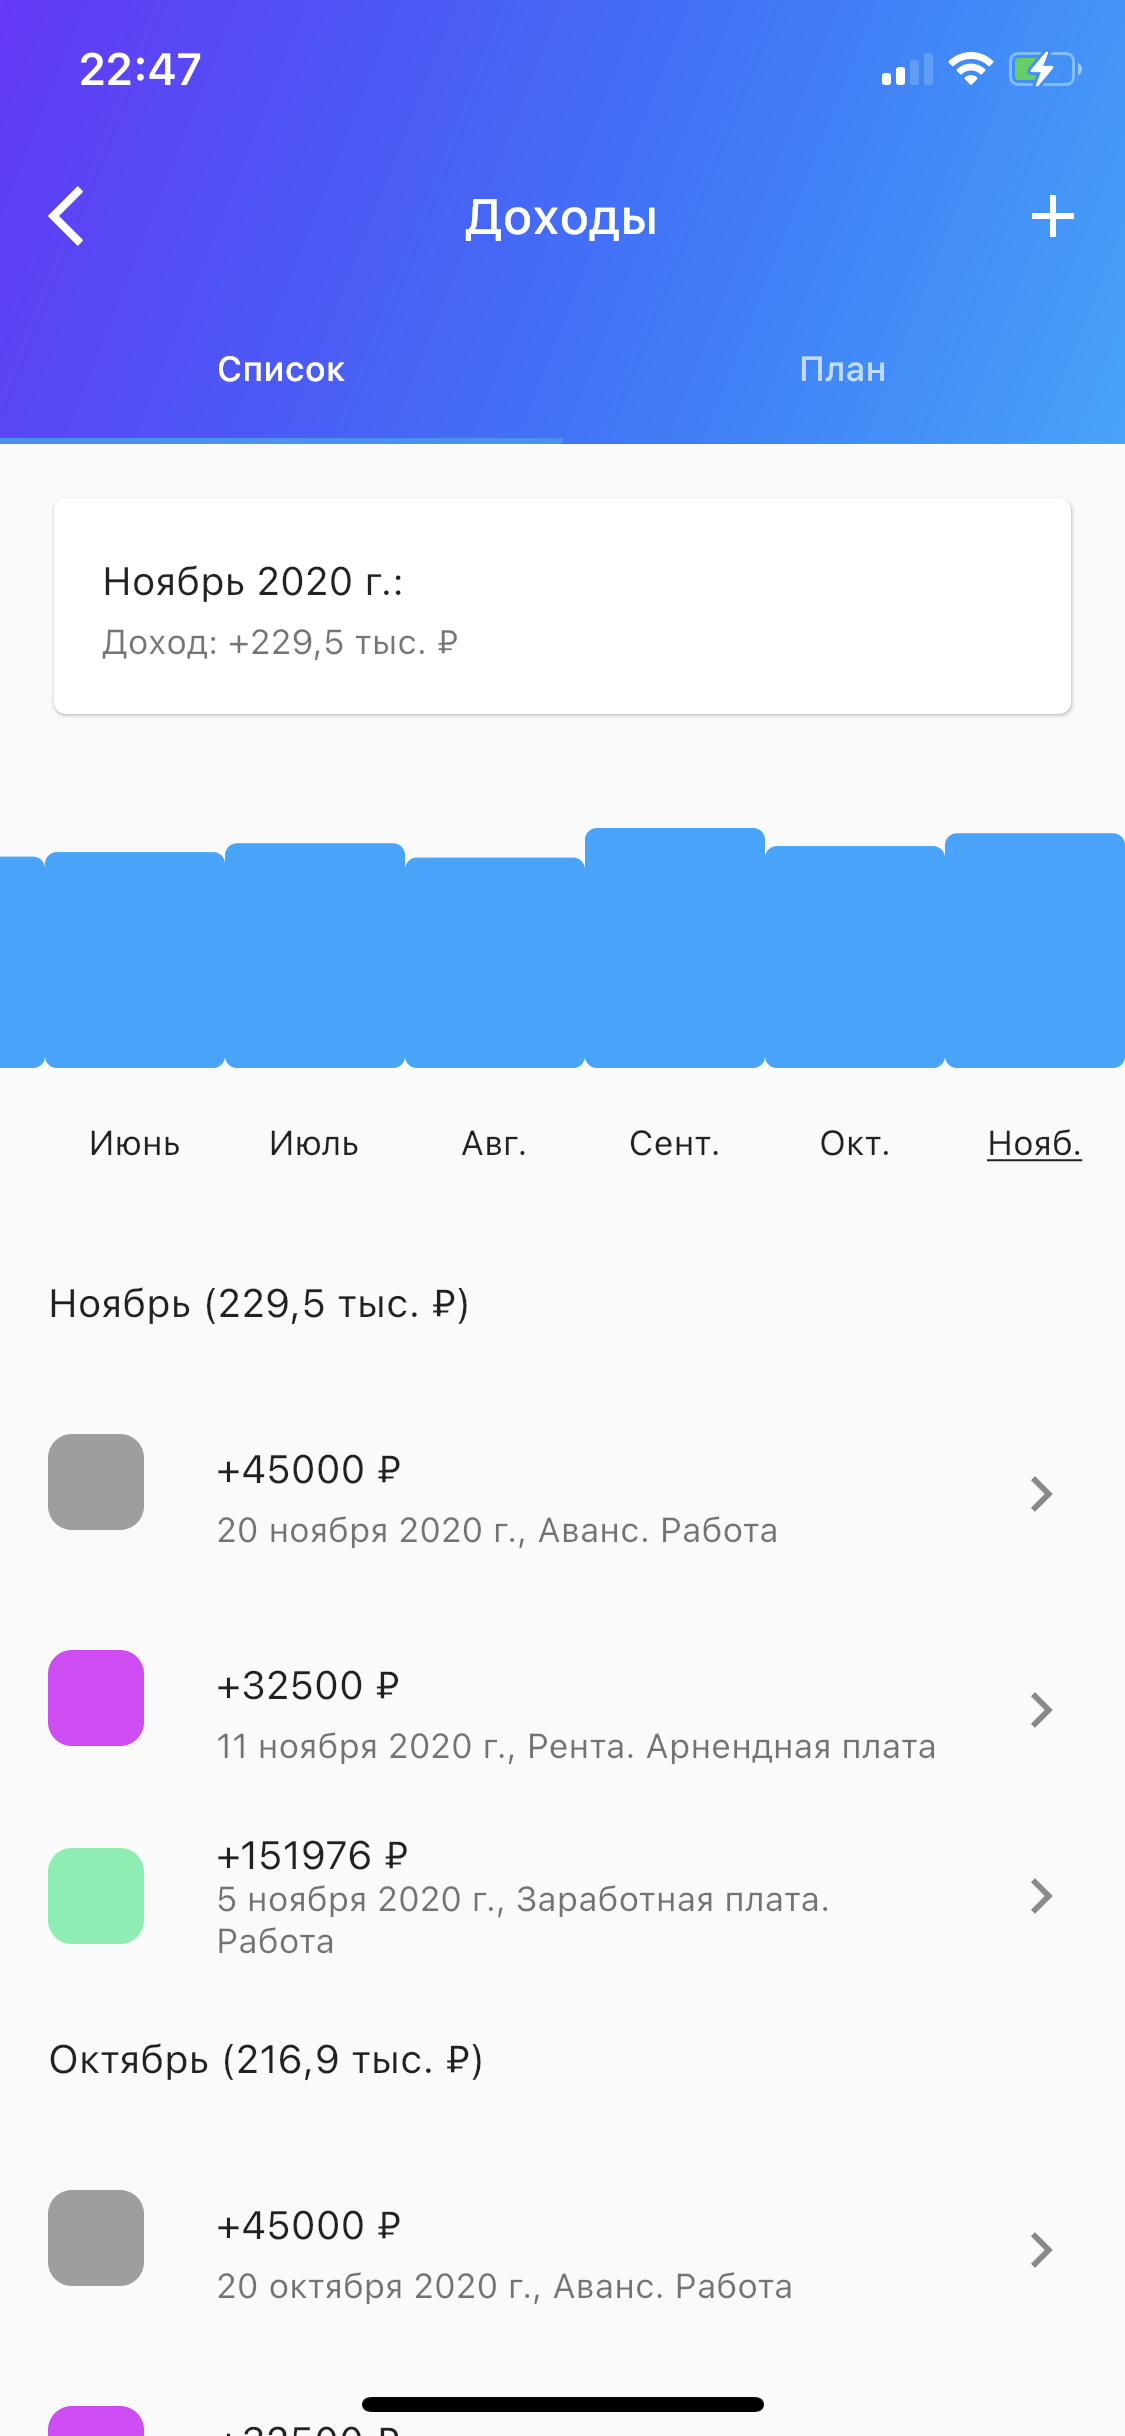 22:47
Доходы
Список
План
Ноябрь 2020 г.:
Доход: +229,5 тыс. ₽
Июнь
Июль
Авг.
Сент.
Окт.
Нояб.
Ноябрь (229,5 тыс. ₽)
+45000 ₽
20 ноября 2020 г., Аванс. Работа
+32500 ₽
11 ноября 2020 г., Рента. Арнендная плата
+151976 ₽
5 ноября 2020 г., Заработная плата.
Работа
Октябрь (216,9 тыс. ₽)
+45000 ₽
20 октября 2020 г., Аванс. Работа
+32500 ₽